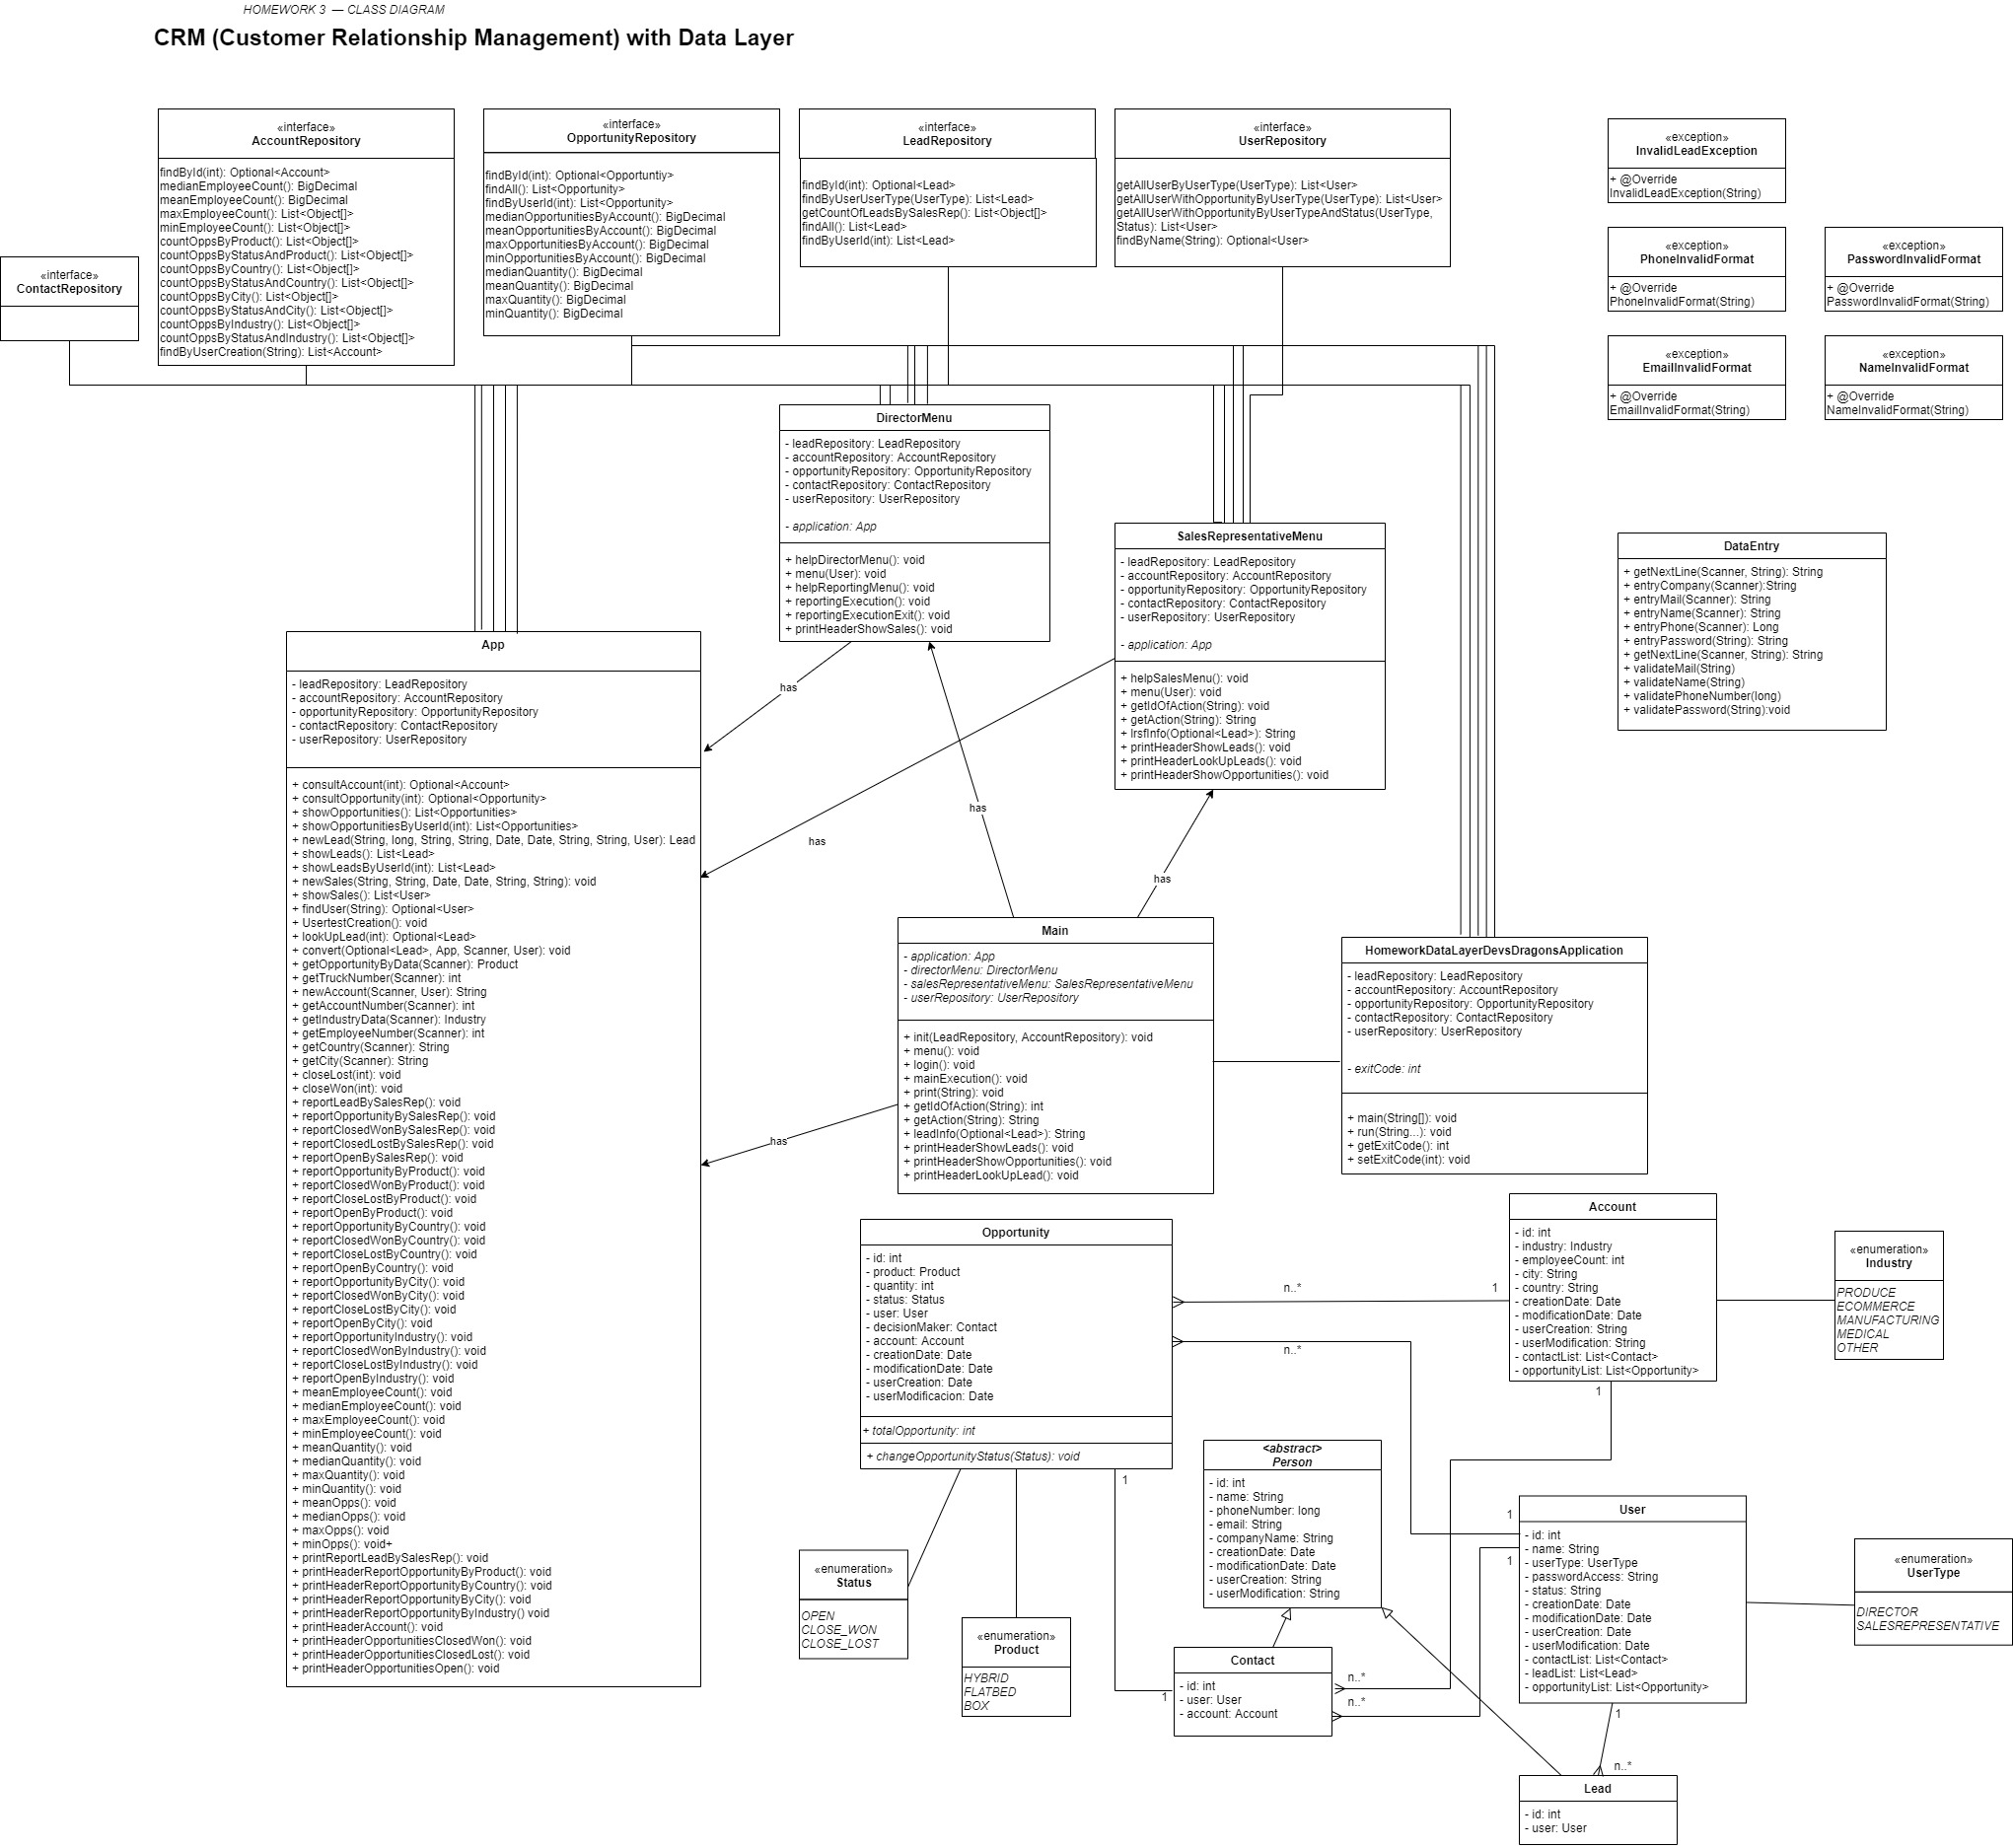 HOMEWORK 3 — CLASS DIAGRAM
CRM (Customer Relationship Management) with Data Layer
«interface»
ContactRepository
«interface»
AccountRepository
findById(int): Optional<Account>
medianEmployeeCount(): BigDecimal
meanEmployeeCount(): BigDecimal
maxEmployeeCount(): List<Object[]>
minEmployeeCount(): List<Object[]>
countOppsByProduct(): List<Object[]>
countOppsByStatusAndProduct(): List<Object[]>
countOppsByCountry(): List<Object[]>
countOppsByStatusAndCountry(): List<Object[]>
countOppsByCity(): List<Object[]>
countOppsByStatusAndCity(): List<Object[]>
countOppsByIndustry(): List<Object[]>
countOppsByStatusAndIndustry(): List<Object[]>
findByUserCreation(String): List<Account>
«interface»
OpportunityRepository
findById(int): Optional<Opportuntiy>
findAll(): List<Opportunity>
findByUserId(int): List<Opportunity>
medianOpportunitiesByAccount(): BigDecimal
meanOpportunitiesByAccount(): BigDecimal
maxOpportunitiesByAccount(): BigDecimal
minOpportunitiesByAccount(): BigDecimal
medianQuantity(): BigDecimal
meanQuantity(): BigDecimal
maxQuantity(): BigDecimal
minQuantity(): BigDecimal
«interface»
LeadRepository
findById(int): Optional<Lead>
findByUserUserType(UserType): List<Lead>
getCountOfLeadsBySalesRep(): List<Object[]>
findAll(): List<Lead>
findByUserId(int): List<Lead>
«interface»
UserRepository
getAllUserByUserType(UserType): List<User>
getAllUserWithOpportunityByUserType(UserType): List<User>
getAllUserWithOpportunityByUserTypeAndStatus(UserType,
Status): List<User>
findByName(String): Optional<User>
«exception»
InvalidLeadException
+ @Override
InvalidLeadException(String)
«exception»
PhoneInvalidFormat
+ @Override
PhoneInvalidFormat(String)
«exception»
PasswordInvalidFormat
+ @Override
PasswordInvalidFormat(String)
«exception»
EmailInvalidFormat
+ @Override
EmailInvalidFormat(String)
«exception»
NameInvalidFormat
+ @Override
NameInvalidFormat(String)
DirectorMenu
- leadRepository: LeadRepository
- accountRepository: AccountRepository
- opportunityRepository: OpportunityRepository
- contactRepository: ContactRepository
- userRepository: UserRepository
- application: App
+ helpDirectorMenu(): void
+ menu(User): void
+ helpReportingMenu(): void
+ reportingExecution(): void
+ reportingExecutionExit(): void
+ printHeaderShowSales(): void
SalesRepresentativeMenu
- leadRepository: LeadRepository
- accountRepository: AccountRepository
- opportunityRepository: OpportunityRepository
- contactRepository: ContactRepository
- userRepository: UserRepository
- application: App
+ helpSalesMenu(): void
+ menu(User): void
+ getIdOfAction(String): void
+ getAction(String): String
+ lrsfInfo(Optional<Lead>): String
+ printHeaderShowLeads(): void
+ printHeaderLookUpLeads(): void
+ printHeaderShowOpportunities(): void
DataEntry
+ getNextLine(Scanner, String): String
+ entryCompany(Scanner):String
+ entryMail(Scanner): String
+ entryName(Scanner): String
+ entryPhone(Scanner): Long
+ entryPassword(String): String
+ getNextLine(Scanner, String): String
+ validateMail(String)
+ validateName(String)
+ validatePhoneNumber(long)
+ validatePassword(String):void
App
- leadRepository: LeadRepository
- accountRepository: AccountRepository
- opportunityRepository: OpportunityRepository
- contactRepository: ContactRepository
- userRepository: UserRepository
+ consultAccount(int): Optional<Account>
+ consultOpportunity(int): Optional<Opportunity>
+ showOpportunities(): List<Opportunities>
+ showOpportunitiesByUserId(int): List<Opportunities>
+ newLead(String, long, String, String, Date, Date, String, String, User): Lead
+ showLeads(): List<Lead>
+ showLeadsByUserId(int): List<Lead>
+ newSales(String, String, Date, Date, String, String): void
+ showSales(): List<User>
+ findUser(String): Optional<User>
+ UsertestCreation(): void
+ lookUpLead(int): Optional<Lead>
+ convert(Optional<Lead>, App, Scanner, User): void
+ getOpportunityByData(Scanner): Product
+ getTruckNumber(Scanner): int
+ newAccount(Scanner, User): String
+ getAccountNumber(Scanner): int
+ getIndustryData(Scanner): Industry
+ getEmployeeNumber(Scanner): int
+ getCountry(Scanner): String
+ getCity(Scanner): String
+ closeLost(int): void
+ closeWon(int): void
+ reportLeadBySalesRep(): void
+ reportOpportunityBySalesRep(): void
+ reportClosedWonBySalesRep(): void
+ reportClosedLostBySalesRep(): void
+ reportOpenBySalesRep(): void
+ reportOpportunityByProduct(): void
+ reportClosedWonByProduct(): void
+ reportCloseLostByProduct(): void
+ reportOpenByProduct(): void
+ reportOpportunityByCountry(): void
+ reportClosedWonByCountry(): void
+ reportCloseLostByCountry(): void
+ reportOpenByCountry(): void
+ reportOpportunityByCity(): void
+ reportClosedWonByCity(): void
+ reportCloseLostByCity(): void
+ reportOpenByCity(): void
+ reportOpportunityIndustry(): void
+ reportClosedWonByIndustry(): void
+ reportCloseLostByIndustry(): void
+ reportOpenByIndustry(): void
+ meanEmployeeCount(): void
+ medianEmployeeCount(): void
+ maxEmployeeCount(): void
+ minEmployeeCount(): void
+ meanQuantity(): void
+ medianQuantity(): void
+ maxQuantity(): void
+ minQuantity(): void
+ meanOpps(): void
+ medianOpps(): void
+ maxOpps(): void
+ minOpps(): void+
+ printReportLeadBySalesRep(): void
+ printHeaderReportOpportunityByProduct(): void
+ printHeaderReportOpportunityByCountry(): void
+ printHeaderReportOpportunityByCity(): void
+ printHeaderReportOpportunityByIndustry() void
+ printHeaderAccount(): void
+ printHeaderOpportunitiesClosedWon(): void
+ printHeaderOpportunitiesClosedLost(): void
+ printHeaderOpportunitiesOpen(): void
has
has
has
has
has
Main
- application: App
- directorMenu: DirectorMenu
- salesRepresentativeMenu: SalesRepresentativeMenu
- userRepository: UserRepository
+ init(LeadRepository, AccountRepository): void
+ menu(): void
+ login(): void
+ mainExecution(): void
+ print(String): void
+ getIdOfAction(String): int
+ getAction(String): String
+ leadInfo(Optional<Lead>): String
+ printHeaderShowLeads(): void
+ printHeaderShowOpportunities(): void
+ printHeaderLookUpLead(): void
HomeworkDataLayerDevsDragonsApplication
- leadRepository: LeadRepository
- accountRepository: AccountRepository
- opportunityRepository: OpportunityRepository
- contactRepository: ContactRepository
- userRepository: UserRepository
- exitCode: int
+ main(String[]): void
+ run(String...): void
+ getExitCode(): int
+ setExitCode(int): void
Opportunity
- id: int
- product: Product
- quantity: int
- status: Status
- user: User
- decisionMaker: Contact
- account: Account
- creationDate: Date
- modificationDate: Date
- userCreation: Date
- userModificacion: Date
+ totalOpportunity: int
+ changeOpportunityStatus(Status): void
n..*
1
n..*
Account
- id: int
- industry: Industry
- employeeCount: int
- city: String
- country: String
- creationDate: Date
- modificationDate: Date
- userCreation: String
- userModification: String
- contactList: List<Contact>
- opportunityList: List<Opportunity>
1
«enumeration»
Industry
PRODUCE
ECOMMERCE
MANUFACTURING
MEDICAL
OTHER
1
<abstract>
Person
- id: int
- name: String
- phoneNumber: long
- email: String
- companyName: String
- creationDate: Date
- modificationDate: Date
- userCreation: String
- userModification: String
1
1
User
- id: int
- name: String
- userType: UserType
- passwordAccess: String
- status: String
- creationDate: Date
- modificationDate: Date
- userCreation: Date
- userModification: Date
- contactList: List<Contact>
- leadList: List<Lead>
- opportunityList: List<Opportunity>
«enumeration»
UserType
DIRECTOR
SALESREPRESENTATIVE
«enumeration»
Status
OPEN
CLOSE_WON
CLOSE_LOST
«enumeration»
Product
HYBRID
FLATBED
BOX
1
Contact
- id: int
- user: User
- account: Account
n..*
n..*
1
n..*
Lead
- id: int
- user: User